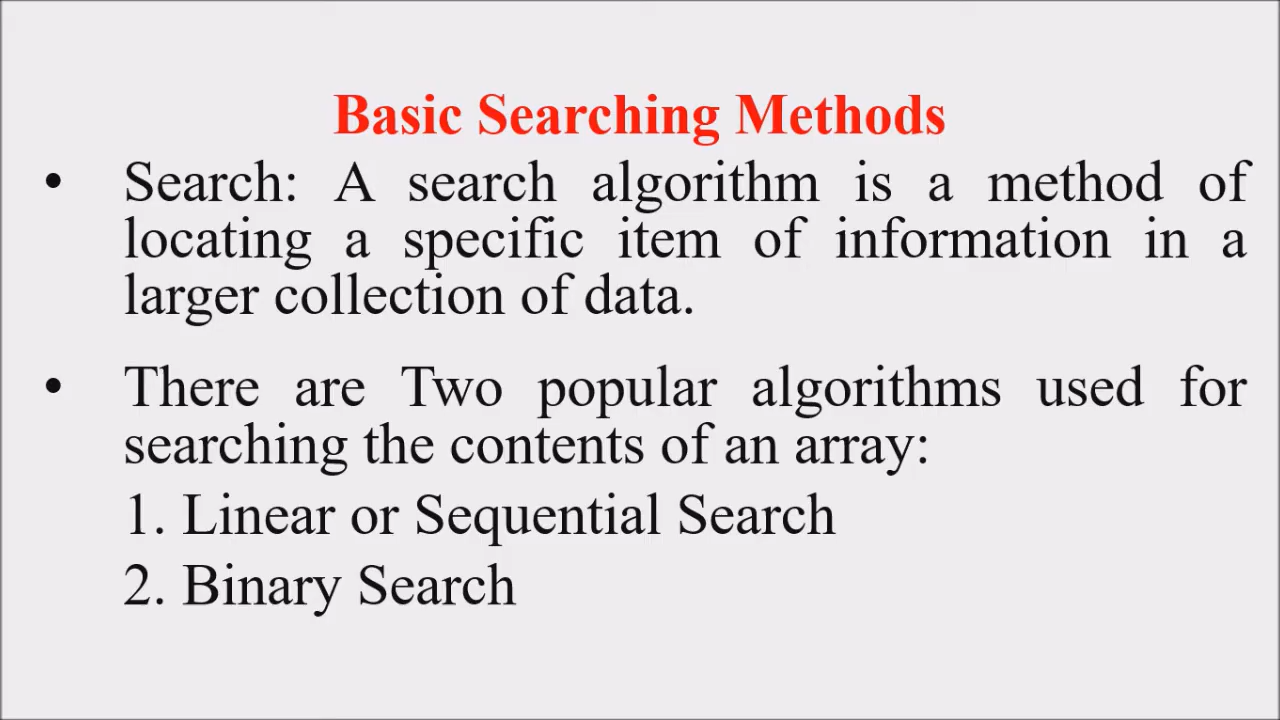 Basic Searching Methods
• Search: A search algorithm is a method of
locating a specific item of information in a
larger collection of data.
• There are Two popular algorithms used for
searching the contents of an array:
1. Linear or Sequential Search
2. Binary Search